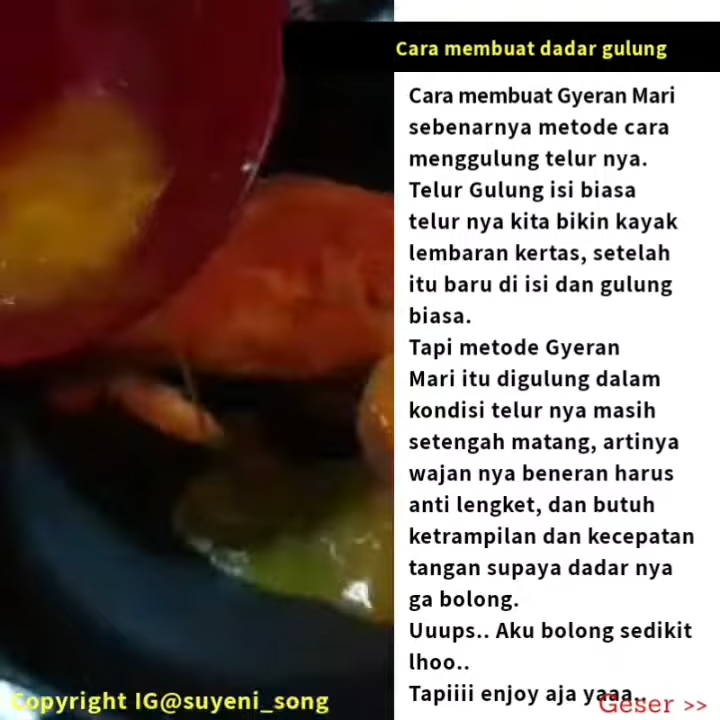 Cara membuat dadar gulung
Cara membuat Gyeran Mari
sebenarnya metode cara
menggulung telur nya.
Telur Gulung isi biasa
telur nya kita bikin kayak
lembaran kertas, setelah
itu baru di isi dan gulung
biasa.
Tapi metode Gyeran
Mari itu digulung dalam
kondisi telur nya masih
setengah matang, artinya
wajan nya beneran harus
anti lengket, dan butuh
ketrampilan dan kecepatan
tangan supaya dadar nya
ga bolong.
Uuups.. Aku bolong sedikit
lhoo..
Tapiiii enjoy aja yaaa..
Geser >>
Copyright IG@suyeni_song